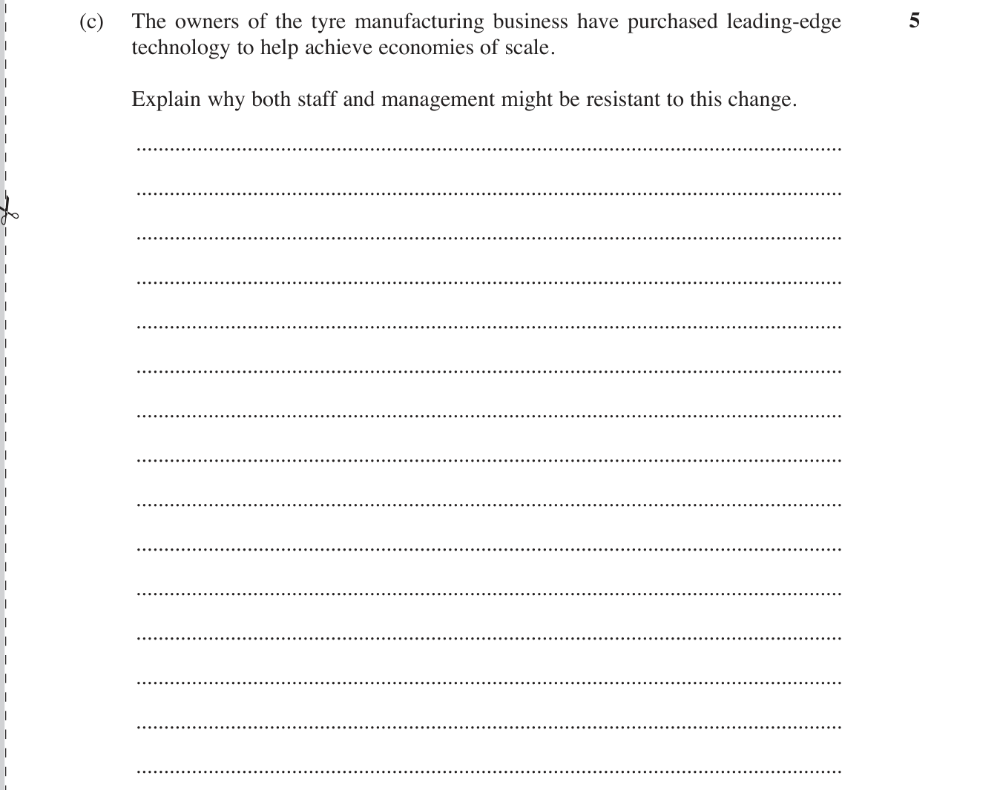 (c) The owners of the tyre manufacturing business have purchased leading-edge 5
technology to help achieve economies of scale.
Explain why both staff and management might be resistant to this change.